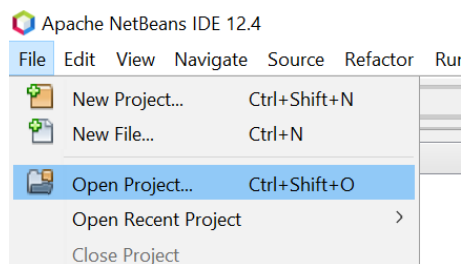 Apache NetBeans IDE 12.4
File Edit View Navigate Source Refactor Run
New Project... Ctrl+Shift+N
New File... Ctrl+N
Open Project... Ctrl+Shift+O
Open Recent Project >
Close Project